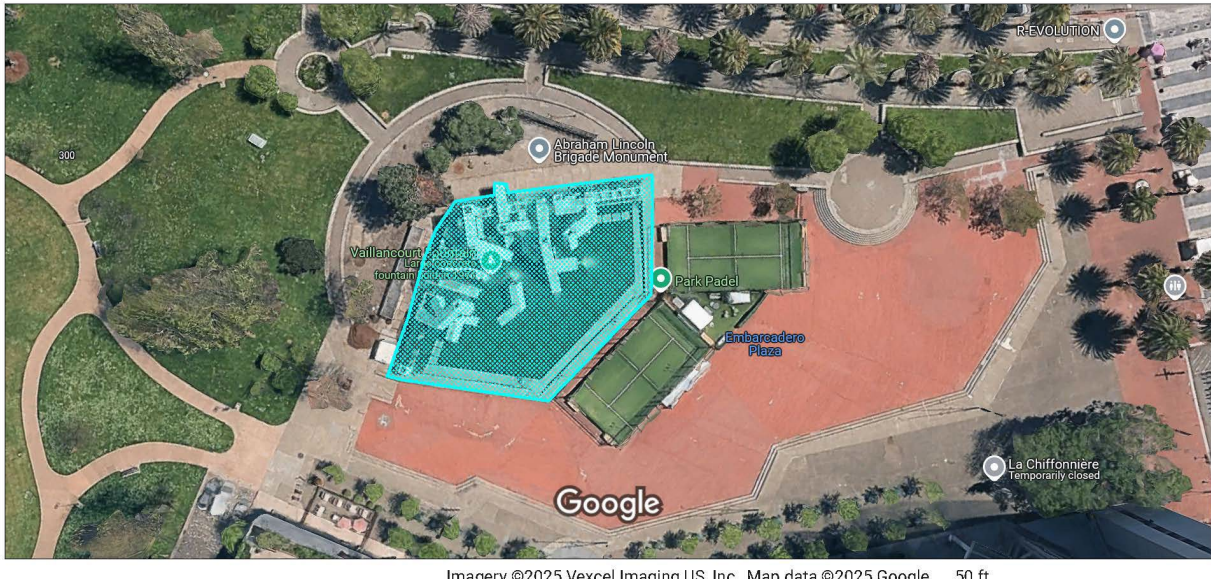 R-EVOLUTION
Abraham Lincoln
Brigade Monument
300
Vaillancourt
Park Padel
Embarcadero
Plaza
La Chiffonnière
Temporarily closed
Google
Imagery ©2025 Vexcel Imaging US, Inc., Map data ©2025 Google 50 ft